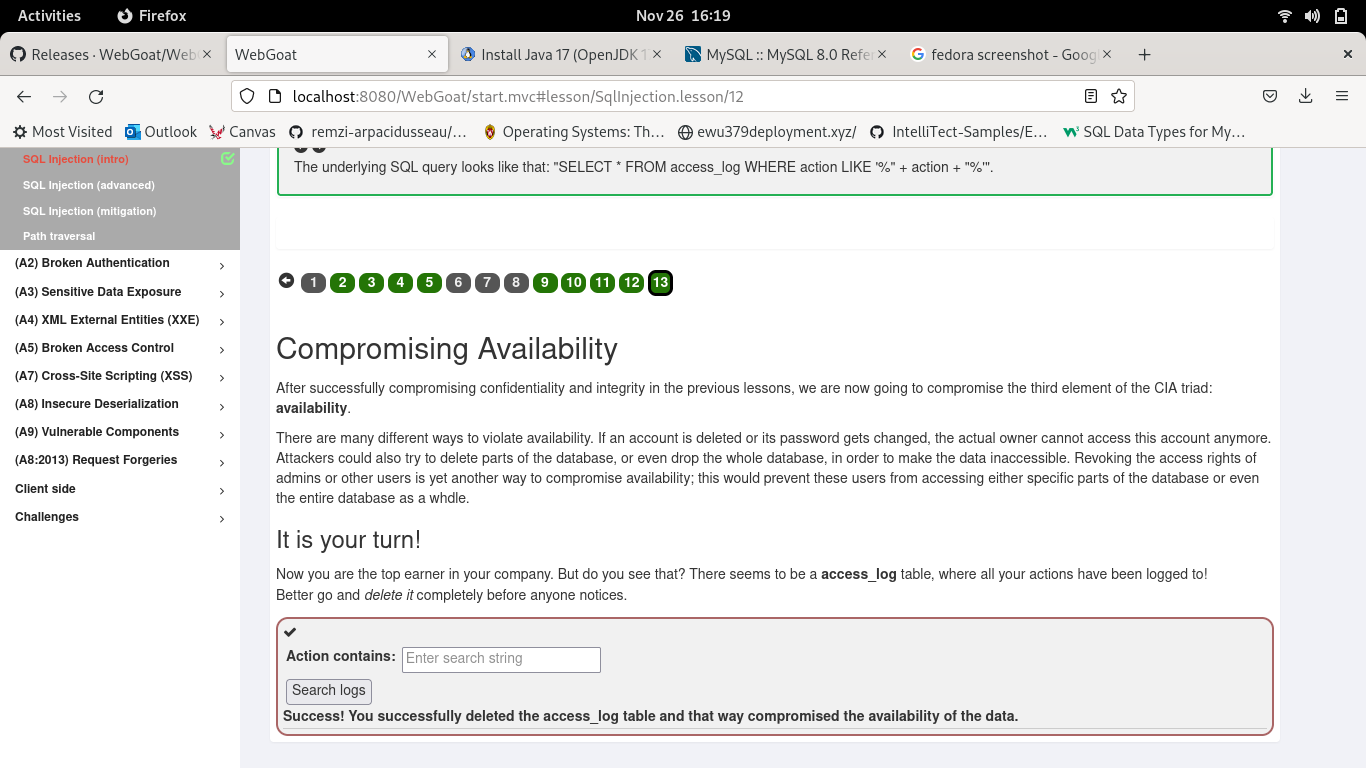 Activities Firefox Nov 26 16:19
Releases · WebGoat/Web WebGoat Install Java 17 (OpenJDK 1 MySQL :: MySQL 8.0 Refe fedora screenshot - Goog
localhost:8080/WebGoat/start.mvc#lesson/SqlInjection.lesson/12
Most Visited Outlook Canvas remzi-arpacidusseau/... Operating Systems: Th... ewu379deployment.xyz/ IntelliTect-Samples/E... SQL Data Types for My...
SQL Injection (intro)
SQL Injection (advanced)
SQL Injection (mitigation)
Path traversal
(A2) Broken Authentication
(A3) Sensitive Data Exposure
(A4) XML External Entities (XXE)
(A5) Broken Access Control
(A7) Cross-Site Scripting (XSS)
(A8) Insecure Deserialization
(A9) Vulnerable Components
(A8:2013) Request Forgeries
Client side
Challenges
The underlying SQL query looks like that: "SELECT * FROM access_log WHERE action LIKE '%" + action + "%'".
1 2 3 4 5 6 7 8 9 10 11 12 13
Compromising Availability
After successfully compromising confidentiality and integrity in the previous lessons, we are now going to compromise the third element of the CIA triad:
availability.
There are many different ways to violate availability. If an account is deleted or its password gets changed, the actual owner cannot access this account anymore.
Attackers could also try to delete parts of the database, or even drop the whole database, in order to make the data inaccessible. Revoking the access rights of
admins or other users is yet another way to compromise availability; this would prevent these users from accessing either specific parts of the database or even
the entire database as a whole.
It is your turn!
Now you are the top earner in your company. But do you see that? There seems to be a access_log table, where all your actions have been logged to!
Better go and delete it completely before anyone notices.
Action contains: Enter search string
Search logs
Success! You successfully deleted the access_log table and that way compromised the availability of the data.